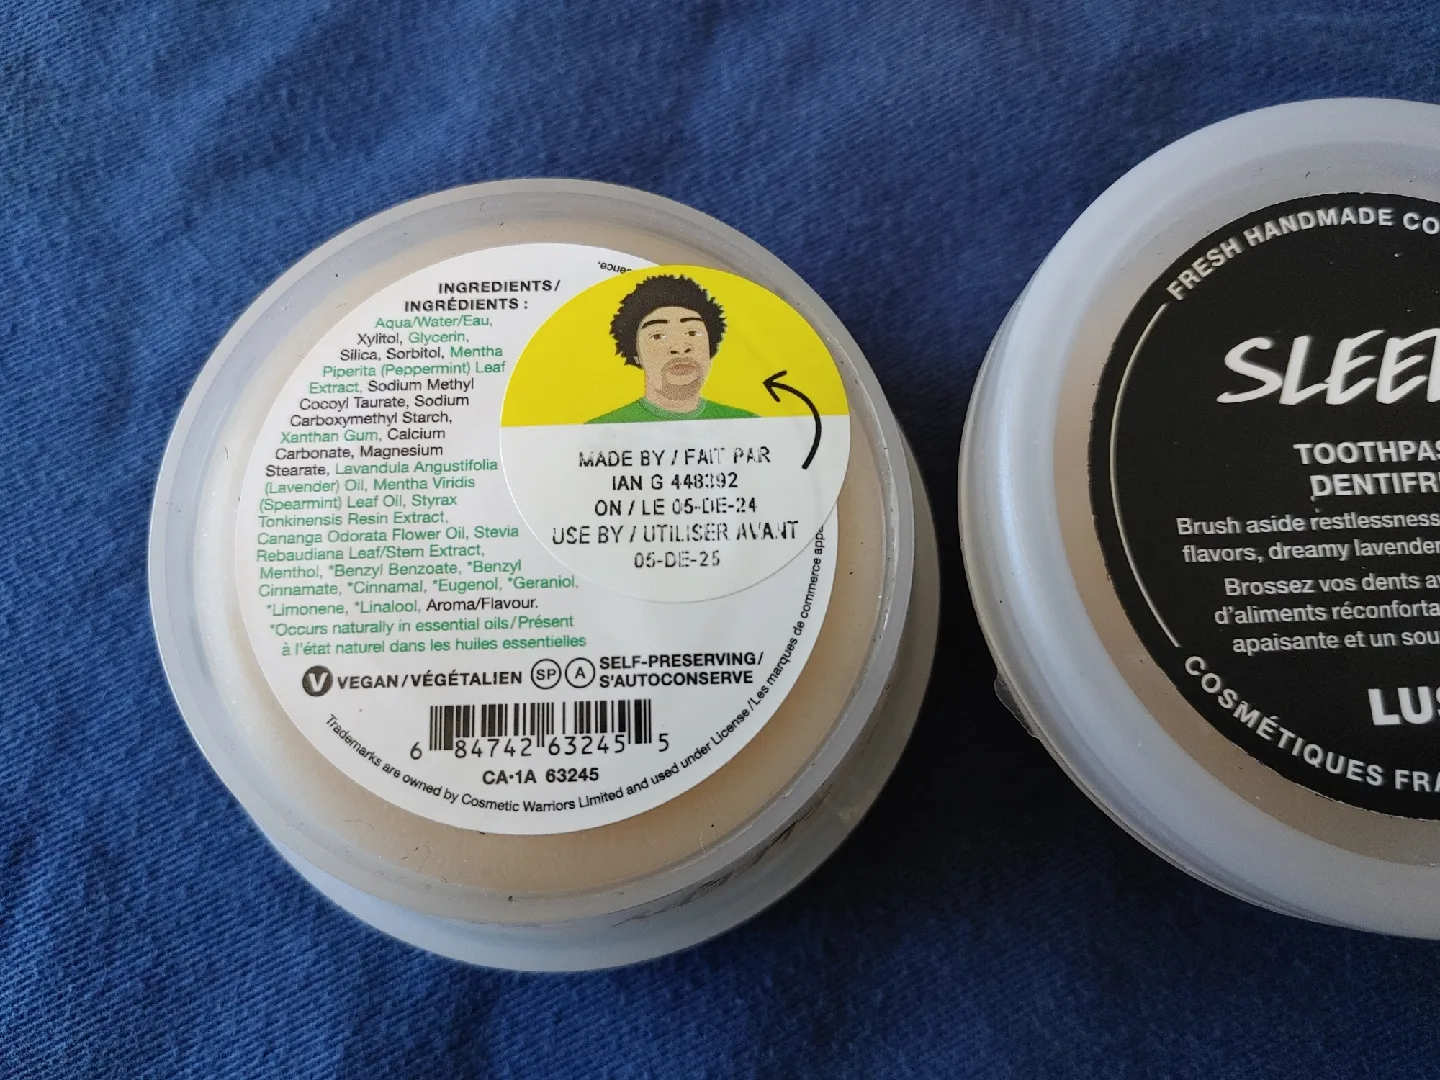 INGREDIENTS/
INGRÉDIENTS :
Aqua/Water/Eau,
Xylitol, Glycerin,
Silica, Sorbitol, Mentha
Piperita (Peppermint) Leaf
Extract, Sodium Methyl
Cocoyl Taurate, Sodium
Carboxymethyl Starch,
Xanthan Gum, Calcium
Carbonate, Magnesium
Stearate, Lavandula Angustifolia
(Lavender) Oil, Mentha Viridis
(Spearmint) Leaf Oil, Styrax
Tonkinensis Resin Extract,
Cananga Odorata Flower Oil, Stevia
Rebaudiana Leaf/Stem Extract,
Menthol, *Benzyl Benzoate, *Benzyl
Cinnamate, *Cinnamal, *Eugenol, *Geraniol,
*Limonene, *Linalool, Aroma/Flavour.
*Occurs naturally in essential oils/Présent
à l'état naturel dans les huiles essentielles
V VEGAN/VÉGÉTALIEN SP A SELF-PRESERVING/
S'AUTOCONSERVE
6 84742 63245 5
CA·1A 63245
Trademarks are owned by Cosmetic Warriors Limited and used under License/Les marques de commerce
MADE BY / FAIT PAR
IAN G 448392
ON / LE 05-DE-24
USE BY / UTILISER AVANT
05-DE-25
FRESH HANDMADE CO
SLEE
TOOTHPAS
DENTIFRI
Brush aside restlessness
flavors, dreamy lavender
Brossez vos dents a
d'aliments réconforta
apaisante et un sou
LUS
COSMÉTIQUES FRA